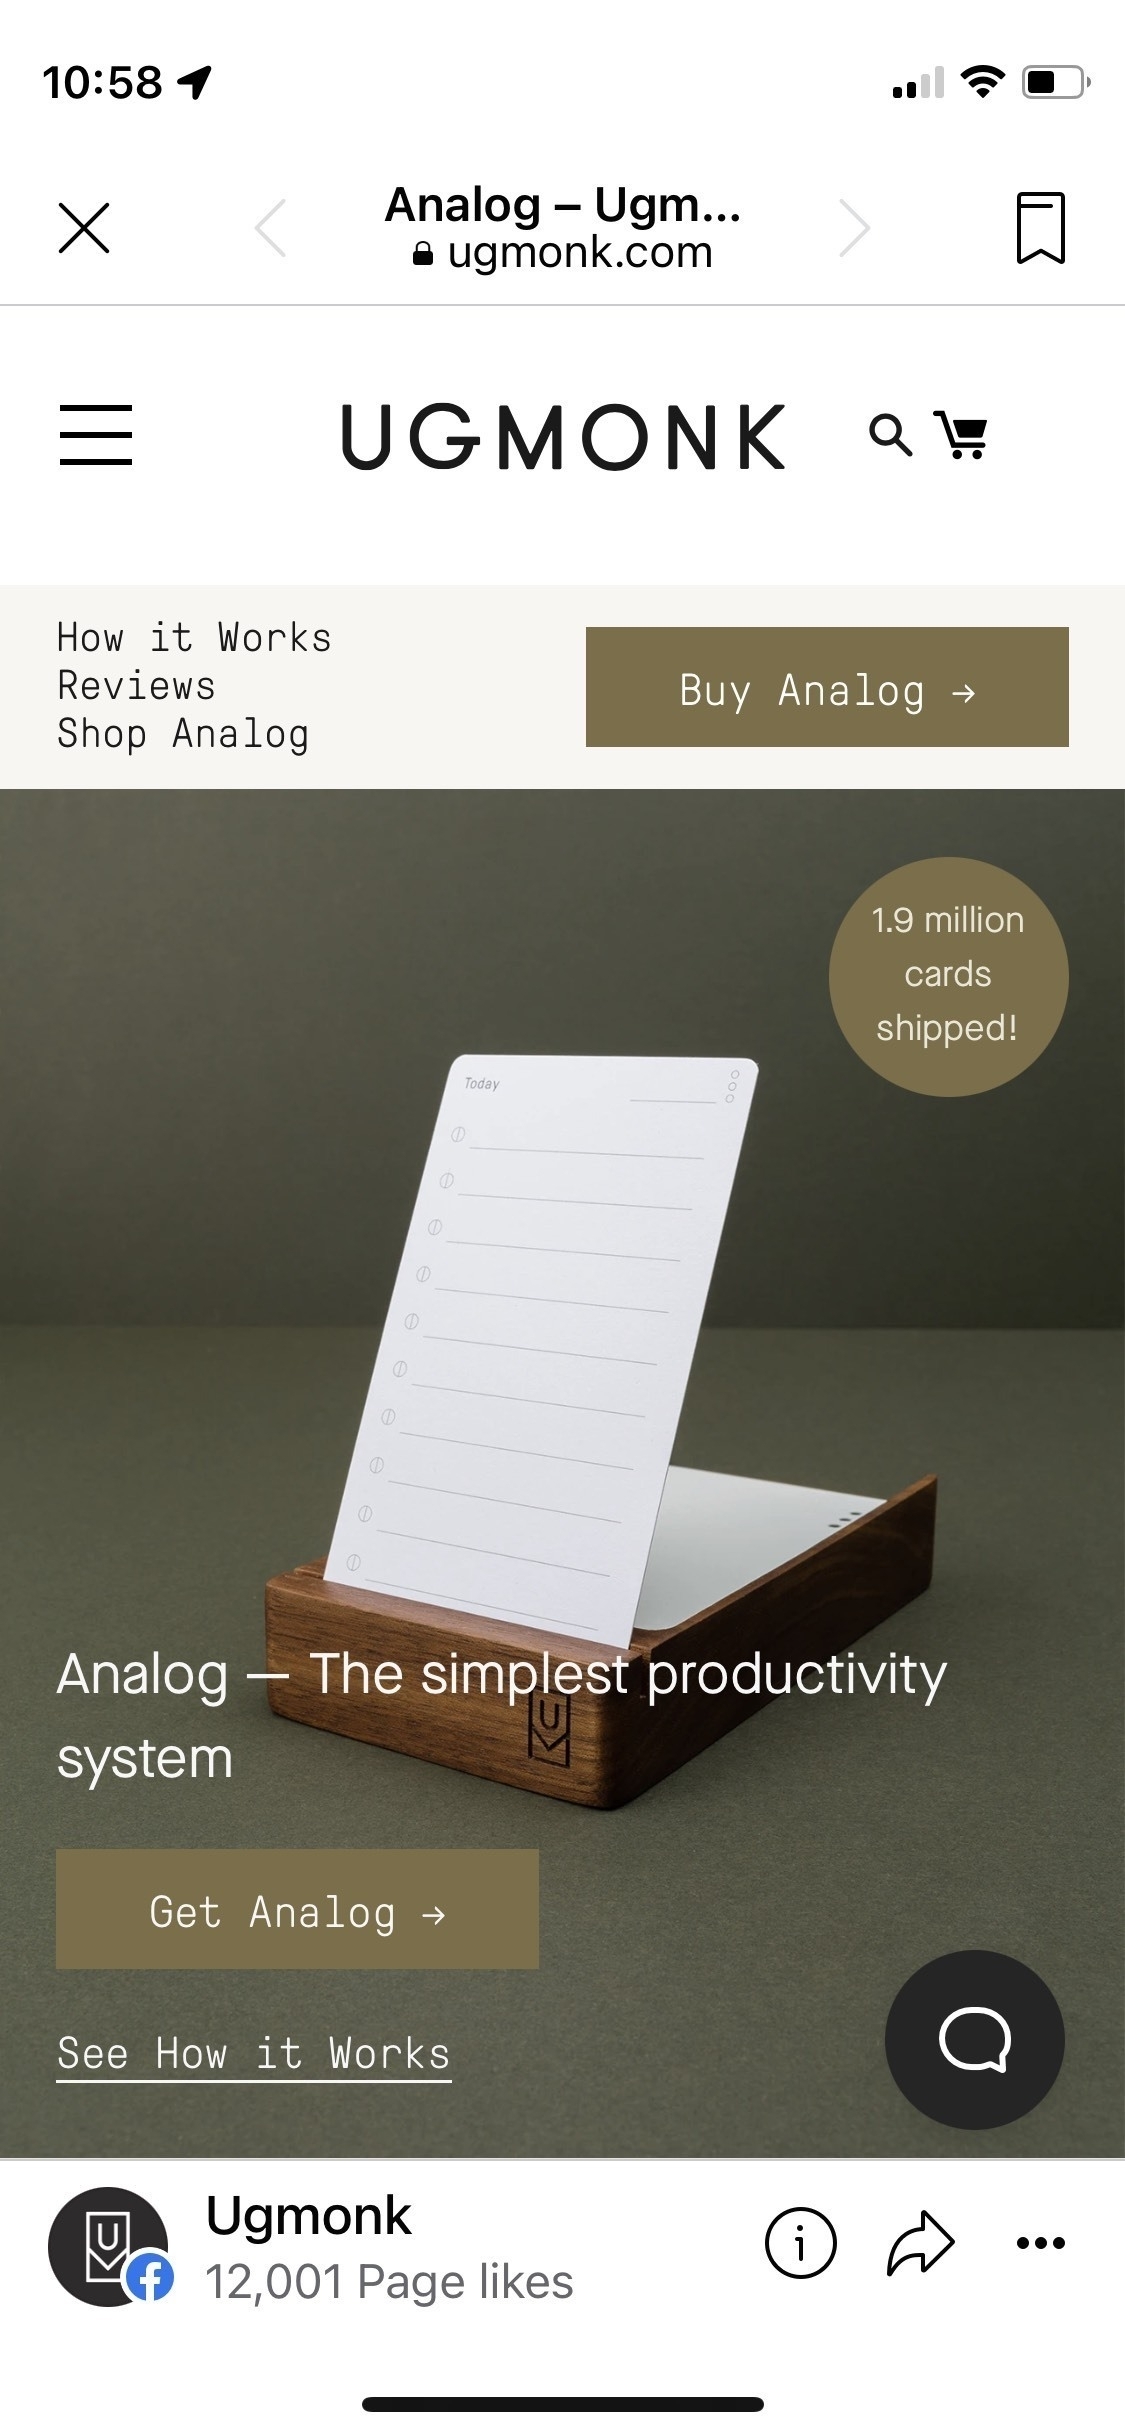 10:58
Analog – Ugm...
ugmonk.com
UGMONK
How it Works
Reviews
Shop Analog
Buy Analog →
1.9 million
cards
shipped!
Today
Analog — The simplest productivity
system
U
Get Analog →
See How it Works
U
Ugmonk
12,001 Page likes